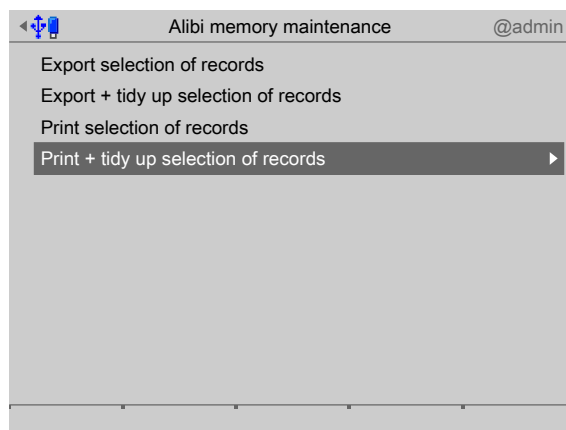 Alibi memory maintenance @admin
Export selection of records
Export + tidy up selection of records
Print selection of records
Print + tidy up selection of records